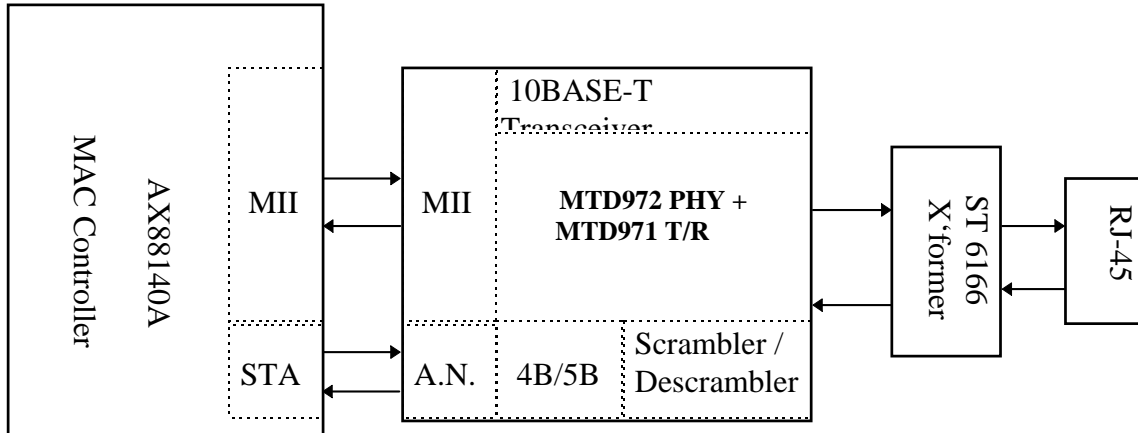 AX88140A
MAC Controller
MII
STA
MII
A.N.
10BASE-T
Transceiver
MTD972 PHY +
MTD971 T/R
4B/5B
Scrambler /
Descrambler
ST 6166
X‘former
RJ-45